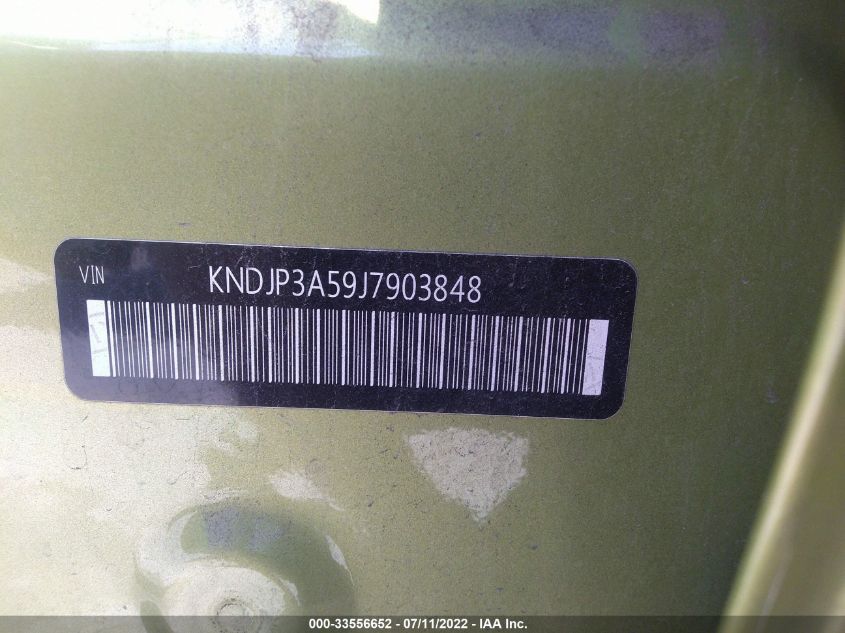 VIN KNDJP3A59J7903848
000-33556652 - 07/11/2022 - IAA Inc.